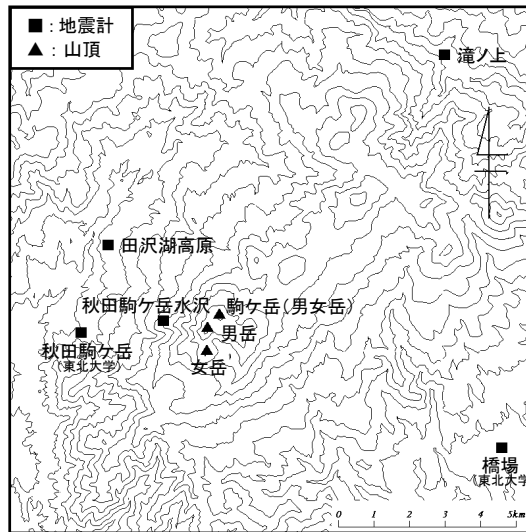 ■：地震計
▲：山頂
滝ノ上
田沢湖高原
秋田駒ケ岳水沢
駒ケ岳（男女岳）
男岳
秋田駒ケ岳
（東北大学）
女岳
橋場
（東北大学）
0 1 2 3 4 5km